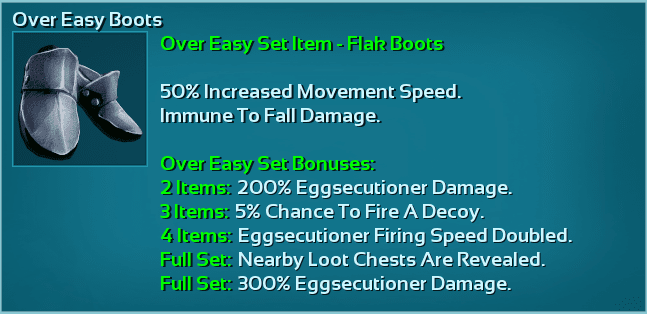 Over Easy Boots
Over Easy Set Item - Flak Boots
50% Increased Movement Speed.
Immune To Fall Damage.
Over Easy Set Bonuses:
2 Items: 200% Eggsecutioner Damage.
3 Items: 5% Chance To Fire A Decoy.
4 Items: Eggsecutioner Firing Speed Doubled.
Full Set: Nearby Loot Chests Are Revealed.
Full Set: 300% Eggsecutioner Damage.